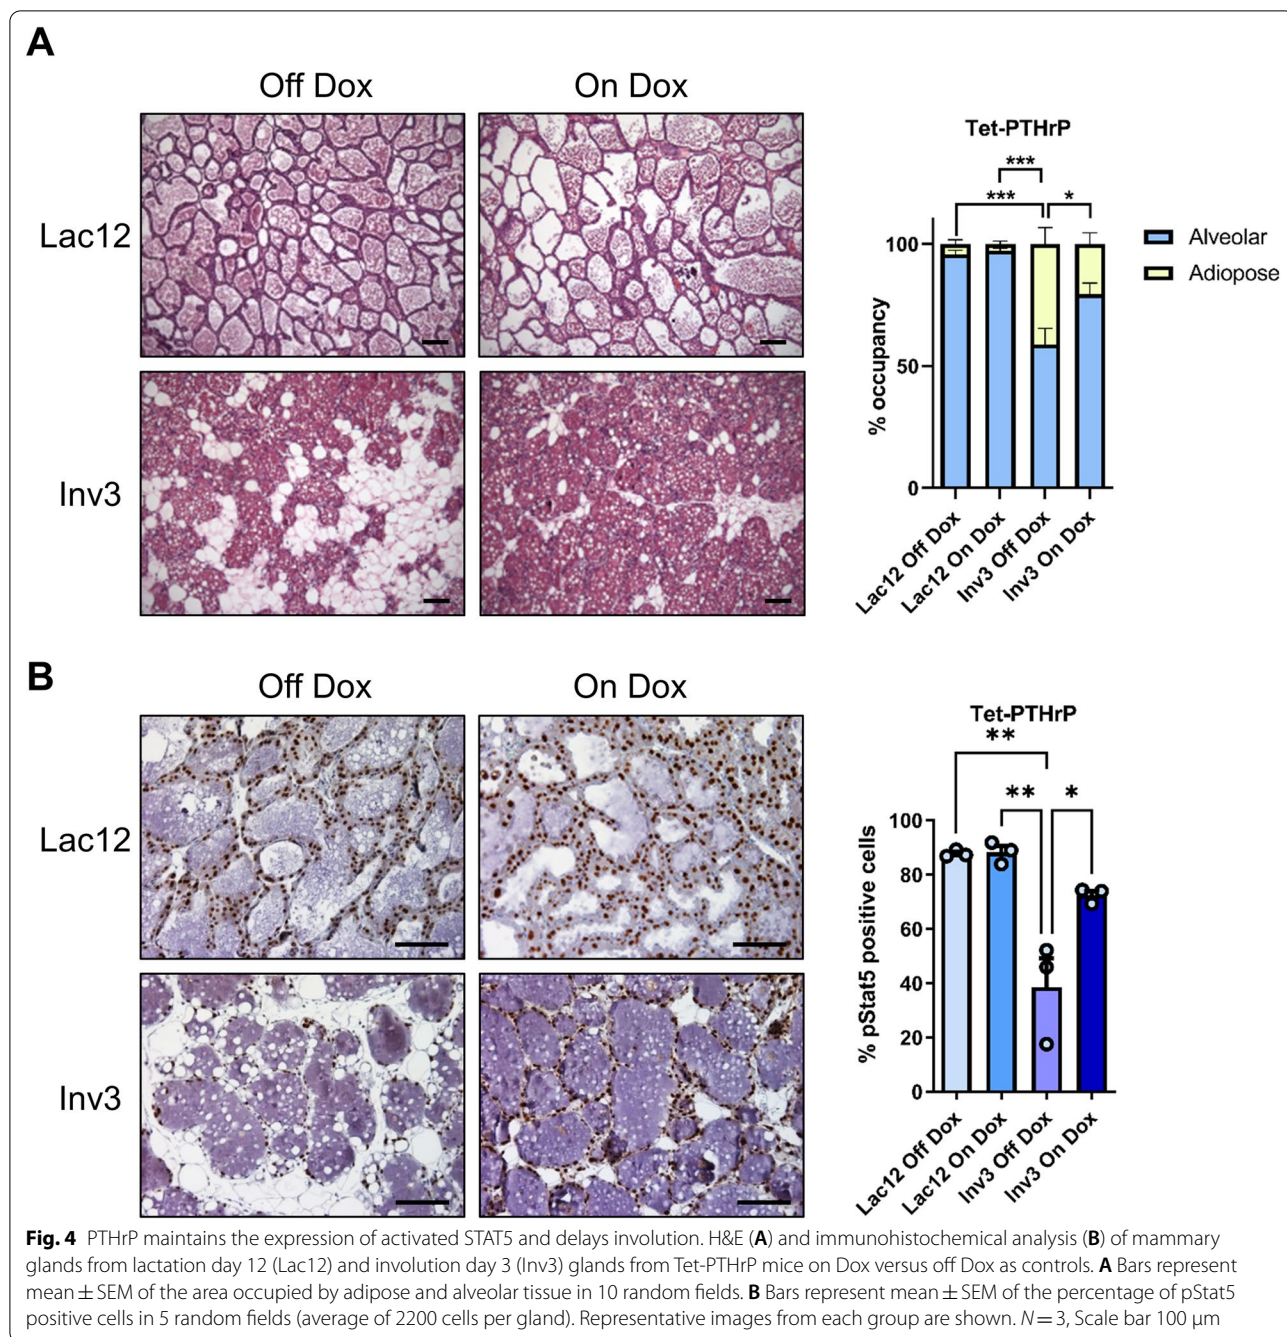 A
Off Dox
On Dox
Lac12
Inv3
Tet-PTHrP
***
***
*
100
50
0
% occupancy
Alveolar
Adiopose
Lac12 Off Dox
Lac12 On Dox
Inv3 Off Dox
Inv3 On Dox
B
Off Dox
On Dox
Lac12
Inv3
Tet-PTHrP
**
**
*
100
80
60
40
20
0
% pStat5 positive cells
Lac12 Off Dox
Lac12 On Dox
Inv3 Off Dox
Inv3 On Dox
Fig. 4 PTHrP maintains the expression of activated STAT5 and delays involution. H&E (A) and immunohistochemical analysis (B) of mammary
glands from lactation day 12 (Lac12) and involution day 3 (Inv3) glands from Tet-PTHrP mice on Dox versus off Dox as controls. A Bars represent
mean ± SEM of the area occupied by adipose and alveolar tissue in 10 random fields. B Bars represent mean ± SEM of the percentage of pStat5
positive cells in 5 random fields (average of 2200 cells per gland). Representative images from each group are shown. N = 3, Scale bar 100 μm